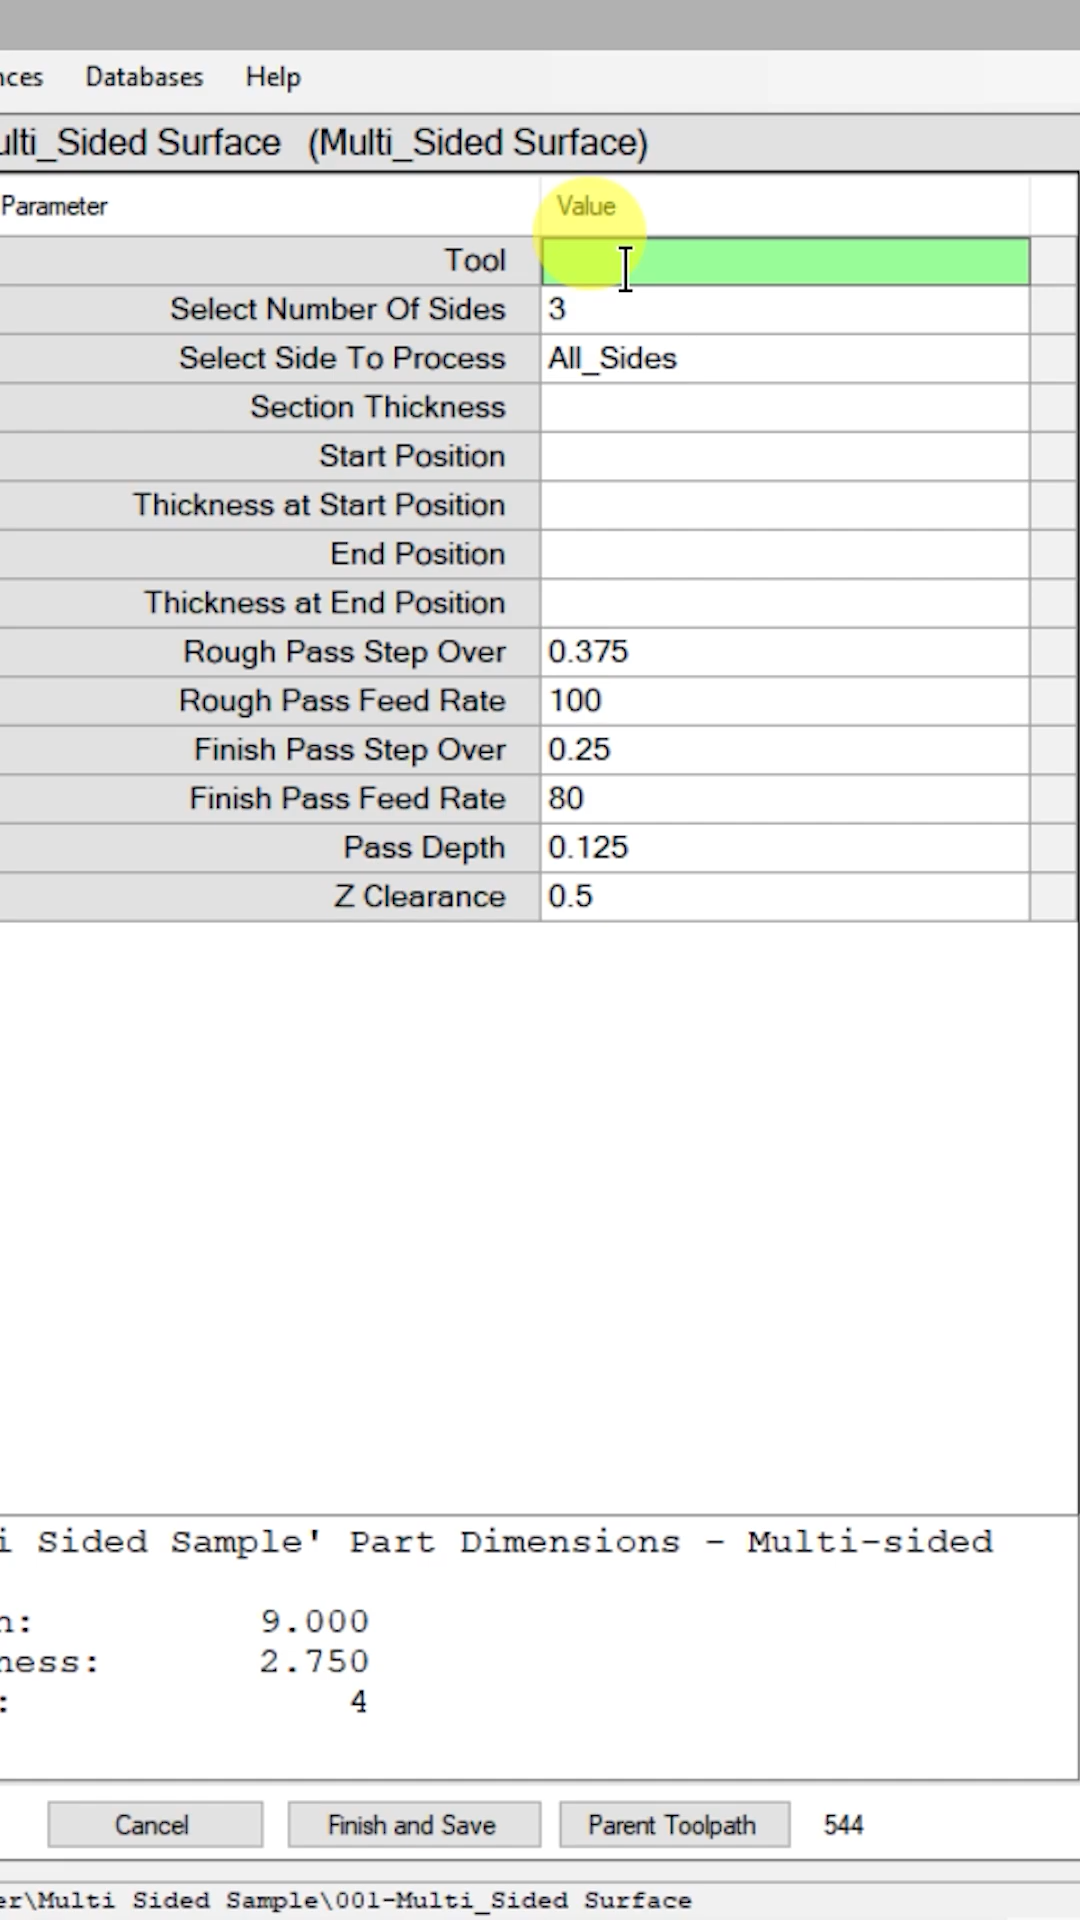 nces Databases Help
ulti_Sided Surface (Multi_Sided Surface)
Parameter Value
Tool
Select Number Of Sides 3
Select Side To Process All_Sides
Section Thickness
Start Position
Thickness at Start Position
End Position
Thickness at End Position
Rough Pass Step Over 0.375
Rough Pass Feed Rate 100
Finish Pass Step Over 0.25
Finish Pass Feed Rate 80
Pass Depth 0.125
Z Clearance 0.5
i Sided Sample' Part Dimensions - Multi-sided
n: 9.000
ness: 2.750
: 4
Cancel Finish and Save Parent Toolpath 544
er\Multi Sided Sample\001-Multi_Sided Surface